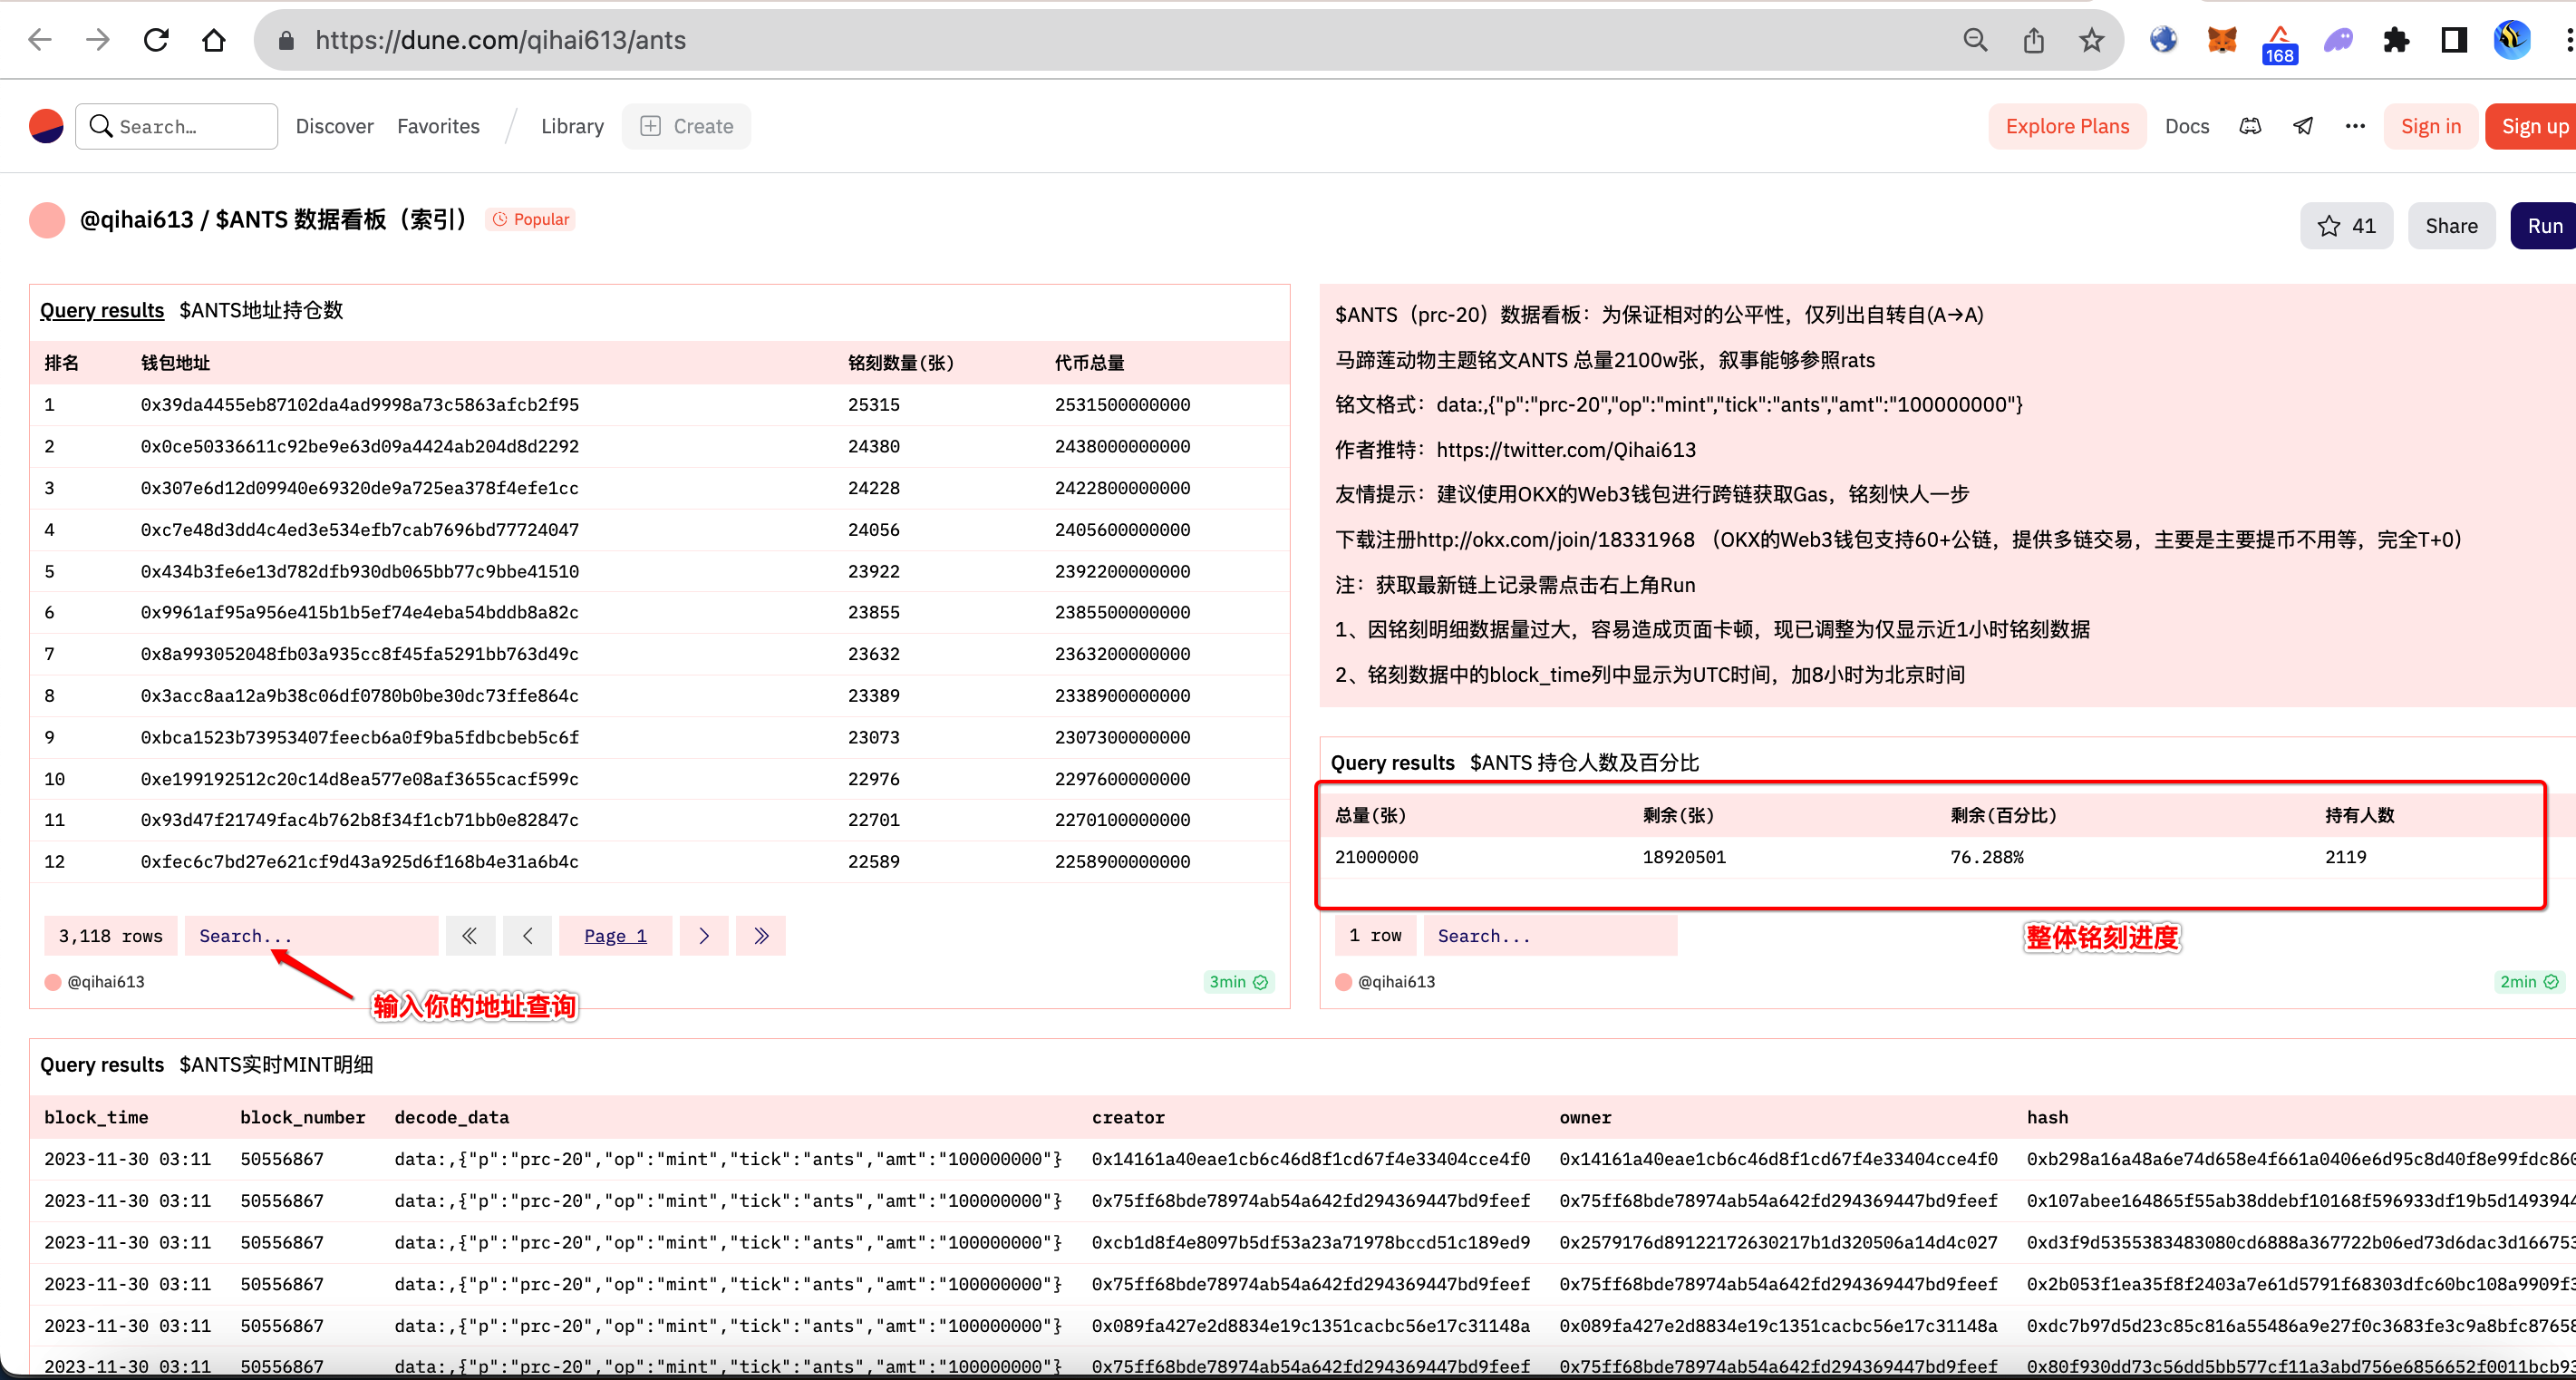 https://dune.com/qihai613/ants
168
Search…
Discover
Favorites
Library
Create
Explore Plans
Docs
Sign in
Sign up
@qihai613 / $ANTS 数据看板（索引）
Popular
41
Share
Run
Query results $ANTS地址持仓数
排名 钱包地址 铭刻数量(张) 代币总量
1 0x39da4455eb87102da4ad9998a73c5863afcb2f95 25315 2531500000000
2 0x0ce50336611c92be9e63d09a4424ab204d8d2292 24380 2438000000000
3 0x307e6d12d09940e69320de9a725ea378f4efe1cc 24228 2422800000000
4 0xc7e48d3dd4c4ed3e534efb7cab7696bd77724047 24056 2405600000000
5 0x434b3fe6e13d782dfb930db065bb77c9bbe41510 23922 2392200000000
6 0x9961af95a956e415b1b5ef74e4eba54bddb8a82c 23855 2385500000000
7 0x8a993052048fb03a935cc8f45fa5291bb763d49c 23632 2363200000000
8 0x3acc8aa12a9b38c06df0780b0be30dc73ffe864c 23389 2338900000000
9 0xbca1523b73953407feecb6a0f9ba5fdbcbeb5c6f 23073 2307300000000
10 0xe199192512c20c14d8ea577e08af3655cacf599c 22976 2297600000000
11 0x93d47f21749fac4b762b8f34f1cb71bb0e82847c 22701 2270100000000
12 0xfec6c7bd27e621cf9d43a925d6f168b4e31a6b4c 22589 2258900000000
3,118 rows Search... Page 1
@qihai613 3min
输入你的地址查询
$ANTS（prc-20）数据看板：为保证相对的公平性，仅列出自转自(A→A)
马蹄莲动物主题铭文ANTS 总量2100w张，叙事能够参照rats
铭文格式：data:,{"p":"prc-20","op":"mint","tick":"ants","amt":"100000000"}
作者推特：https://twitter.com/Qihai613
友情提示：建议使用OKX的Web3钱包进行跨链获取Gas，铭刻快人一步
下载注册http://okx.com/join/18331968 （OKX的Web3钱包支持60+公链，提供多链交易，主要是主要提币不用等，完全T+0）
注：获取最新链上记录需点击右上角Run
1、因铭刻明细数据量过大，容易造成页面卡顿，现已调整为仅显示近1小时铭刻数据
2、铭刻数据中的block_time列中显示为UTC时间，加8小时为北京时间
Query results $ANTS 持仓人数及百分比
总量(张) 剩余(张) 剩余(百分比) 持有人数
21000000 18920501 76.288% 2119
1 row Search...
整体铭刻进度
@qihai613 2min
Query results $ANTS实时MINT明细
block_time block_number decode_data creator owner hash
2023-11-30 03:11 50556867 data:,{"p":"prc-20","op":"mint","tick":"ants","amt":"100000000"} 0x14161a40eae1cb6c46d8f1cd67f4e33404cce4f0 0x14161a40eae1cb6c46d8f1cd67f4e33404cce4f0 0xb298a16a48a6e74d658e4f661a0406e6d95c8d40f8e99fdc860
2023-11-30 03:11 50556867 data:,{"p":"prc-20","op":"mint","tick":"ants","amt":"100000000"} 0x75ff68bde78974ab54a642fd294369447bd9feef 0x75ff68bde78974ab54a642fd294369447bd9feef 0x107abee164865f55ab38ddebf10168f596933df19b5d1493944
2023-11-30 03:11 50556867 data:,{"p":"prc-20","op":"mint","tick":"ants","amt":"100000000"} 0xcb1d8f4e8097b5df53a23a71978bccd51c189ed9 0x2579176d89122172630217b1d320506a14d4c027 0xd3f9d5355383483080cd6888a367722b06ed73d6dac3d166753
2023-11-30 03:11 50556867 data:,{"p":"prc-20","op":"mint","tick":"ants","amt":"100000000"} 0x75ff68bde78974ab54a642fd294369447bd9feef 0x75ff68bde78974ab54a642fd294369447bd9feef 0x2b053f1ea35f8f2403a7e61d5791f68303dfc60bc108a9909f3
2023-11-30 03:11 50556867 data:,{"p":"prc-20","op":"mint","tick":"ants","amt":"100000000"} 0x089fa427e2d8834e19c1351cacbc56e17c31148a 0x089fa427e2d8834e19c1351cacbc56e17c31148a 0xdc7b97d5d23c85c816a55486a9e27f0c3683fe3c9a8bfc87658
2023-11-30 03:11 50556867 data:,{"p":"prc-20","op":"mint","tick":"ants","amt":"100000000"} 0x75ff68bde78974ab54a642fd294369447bd9feef 0x75ff68bde78974ab54a642fd294369447bd9feef 0x80f930dd73c56dd5bb577cf11a3abd756e6856652f0011bcb93